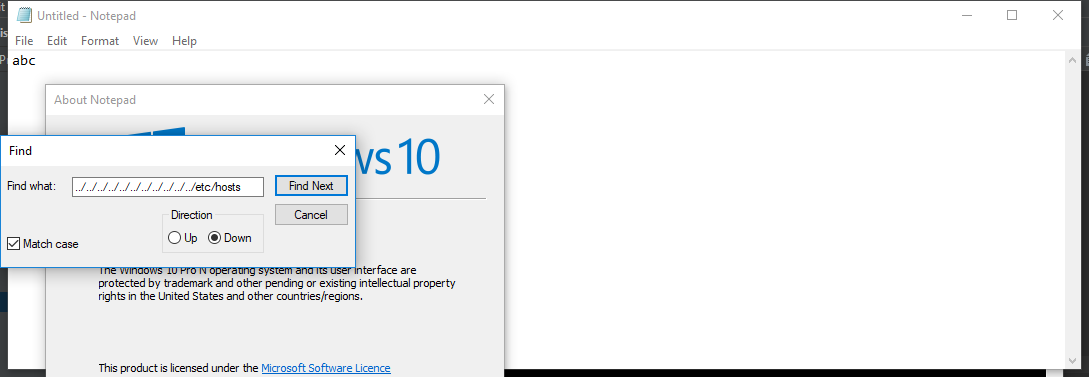 Untitled - Notepad
File Edit Format View Help
abc
About Notepad
ws 10
Find
Find what: ../../../../../../../../../../../etc/hosts Find Next
Cancel
Direction
Up Down
Match case
The Windows 10 Pro N operating system and its user interface are
protected by trademark and other pending or existing intellectual property
rights in the United States and other countries/regions.
This product is licensed under the Microsoft Software Licence